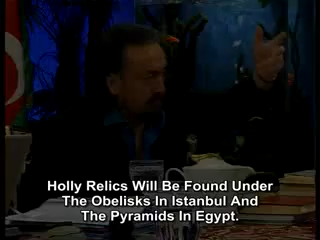 Holly Relics Will Be Found Under
The Obelisks In Istanbul And
The Pyramids In Egypt.